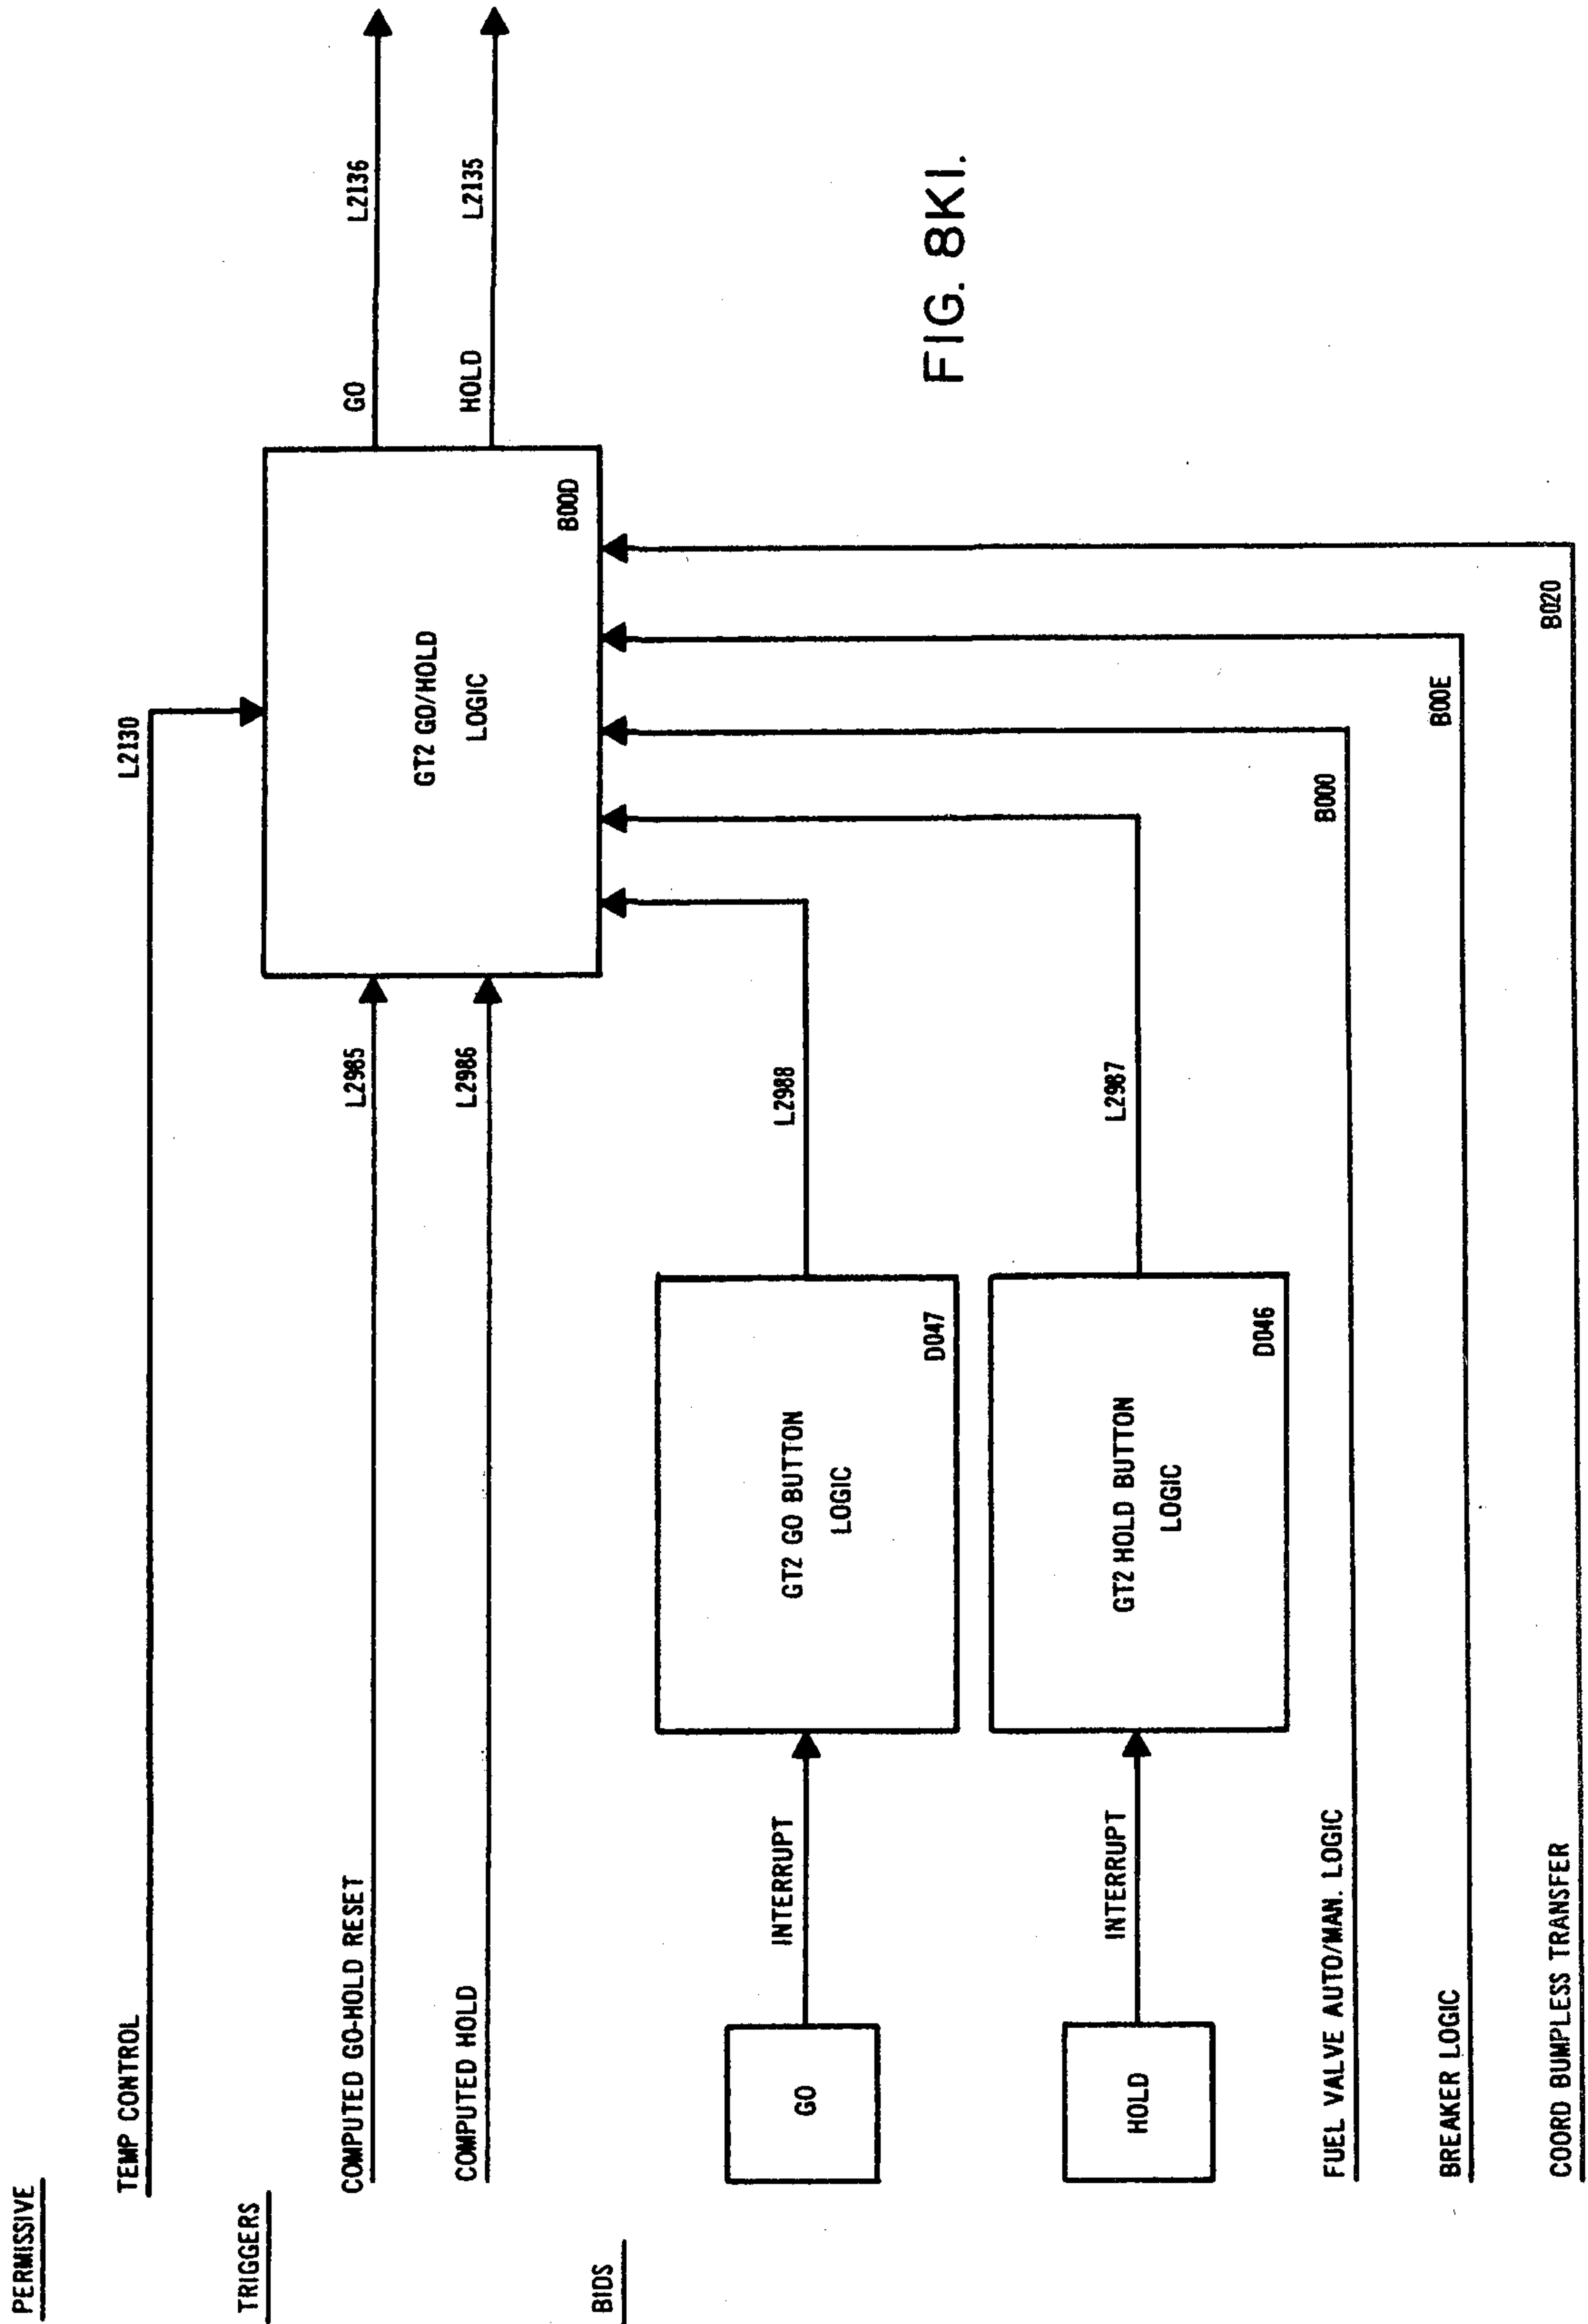 PERMISSIVE
TEMP CONTROL
L2130
TRIGGERS
COMPUTED GO-HOLD RESET
L2985
COMPUTED HOLD
L2986
GT2 GO/HOLD
LOGIC
B00D
GO
L2136
HOLD
L2135
BIDS
GO
INTERRUPT
GT2 GO BUTTON
LOGIC
D047
L2988
HOLD
INTERRUPT
GT2 HOLD BUTTON
LOGIC
D046
L2987
FUEL VALVE AUTO/MAN. LOGIC
B000
BREAKER LOGIC
B00E
COORD BUMPLESS TRANSFER
B020
FIG. 8K1.